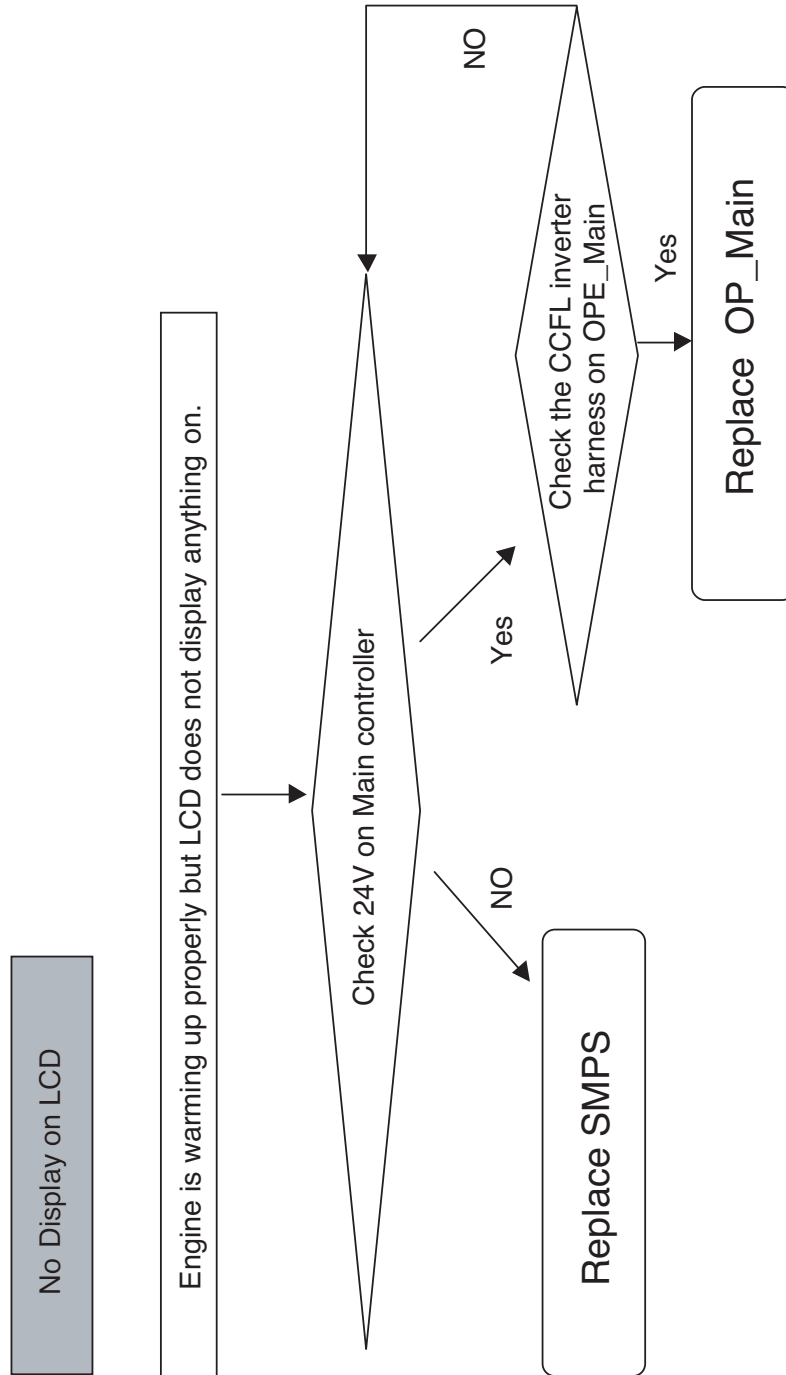 No Display on LCD
Engine is warming up properly but LCD does not display anything on.
Check 24V on Main controller
NO
Yes
Replace SMPS
Check the CCFL inverter
harness on OPE_Main
NO
Yes
Replace OP_Main